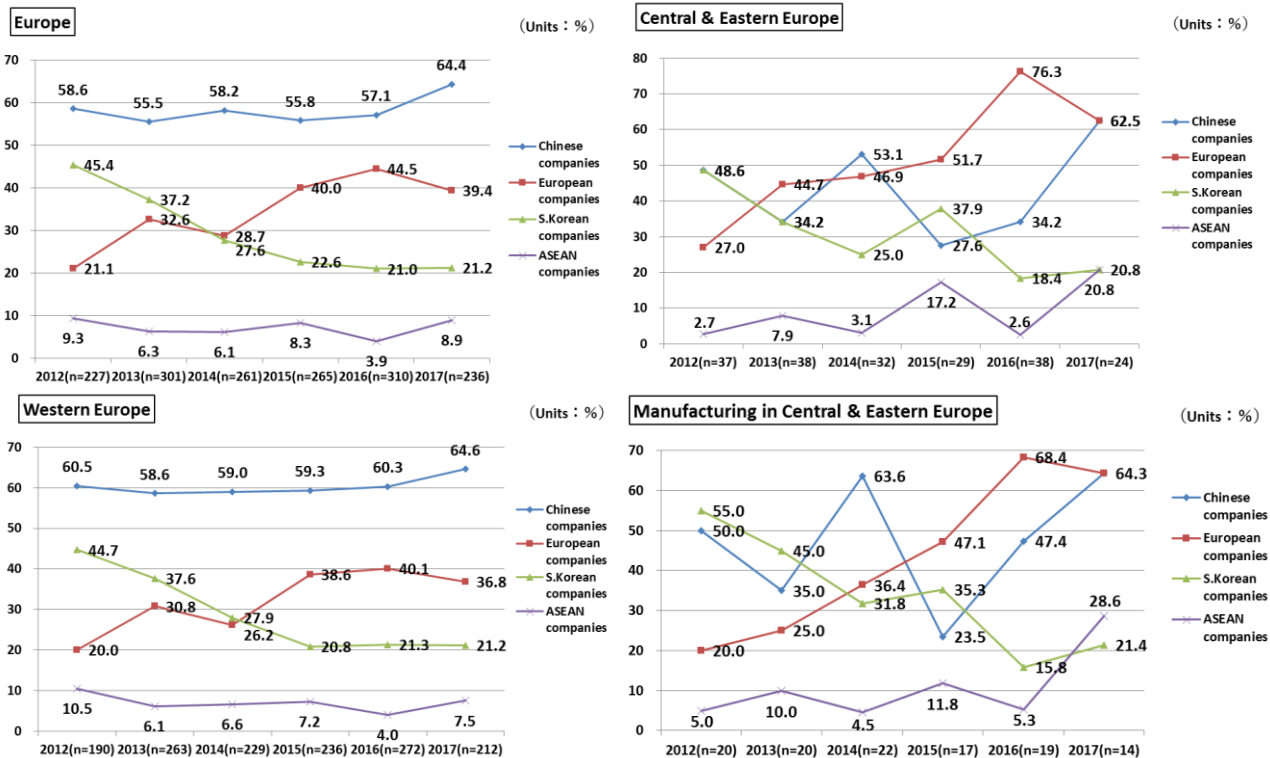 Europe
(Units：%)
70
60
50
40
30
20
10
0
58.6
55.5
58.2
55.8
57.1
64.4
45.4
37.2
27.6
22.6
21.0
21.2
21.1
32.6
28.7
40.0
44.5
39.4
9.3
6.3
6.1
8.3
3.9
8.9
2012(n=227)
2013(n=301)
2014(n=261)
2015(n=265)
2016(n=310)
2017(n=236)
Chinese
companies
European
companies
S.Korean
companies
ASEAN
companies
Central & Eastern Europe
(Units：%)
80
70
60
50
40
30
20
10
0
48.6
34.2
53.1
27.6
34.2
62.5
27.0
44.7
46.9
51.7
76.3
25.0
37.9
18.4
20.8
2.7
7.9
3.1
17.2
2.6
20.8
2012(n=37)
2013(n=38)
2014(n=32)
2015(n=29)
2016(n=38)
2017(n=24)
Chinese
companies
European
companies
S.Korean
companies
ASEAN
companies
Western Europe
(Units：%)
70
60
50
40
30
20
10
0
60.5
58.6
59.0
59.3
60.3
64.6
44.7
37.6
27.9
20.8
21.3
21.2
20.0
30.8
26.2
38.6
40.1
36.8
10.5
6.1
6.6
7.2
4.0
7.5
2012(n=190)
2013(n=263)
2014(n=229)
2015(n=236)
2016(n=272)
2017(n=212)
Chinese
companies
European
companies
S.Korean
companies
ASEAN
companies
Manufacturing in Central & Eastern Europe
(Units：%)
70
60
50
40
30
20
10
0
55.0
50.0
45.0
35.0
63.6
31.8
36.4
23.5
35.3
47.1
47.4
68.4
15.8
64.3
21.4
20.0
25.0
5.0
10.0
4.5
11.8
5.3
28.6
2012(n=20)
2013(n=20)
2014(n=22)
2015(n=17)
2016(n=19)
2017(n=14)
Chinese
companies
European
companies
S.Korean
companies
ASEAN
companies